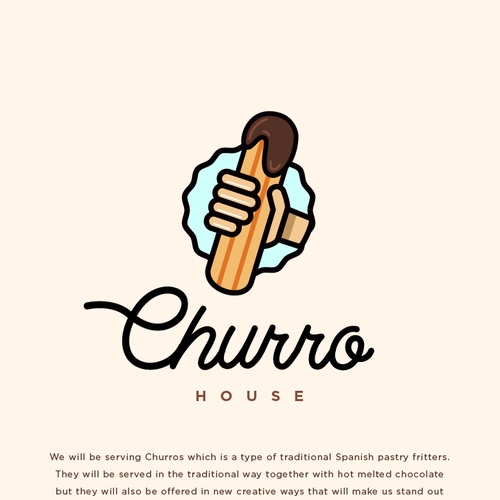 Churro
HOUSE
We will be serving Churros which is a type of traditional Spanish pastry fritters.
They will be served in the traditional way together with hot melted chocolate
but they will also be offered in new creative ways that will make us stand out